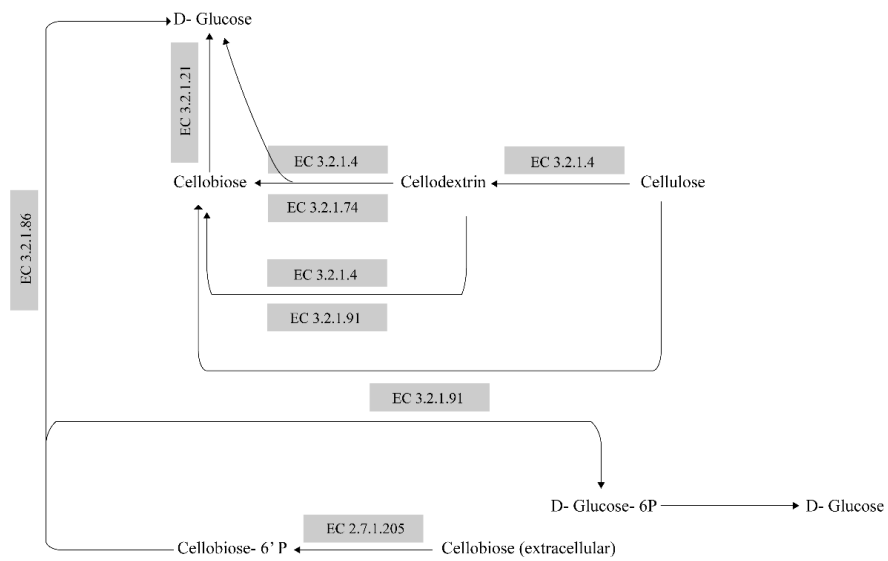 D- Glucose
EC 3.2.1.21
EC 3.2.1.4
EC 3.2.1.4
Cellobiose
Cellodextrin
Cellulose
EC 3.2.1.74
EC 3.2.1.86
EC 3.2.1.4
EC 3.2.1.91
EC 3.2.1.91
D- Glucose- 6P
D- Glucose
EC 2.7.1.205
Cellobiose- 6’ P
Cellobiose (extracellular)